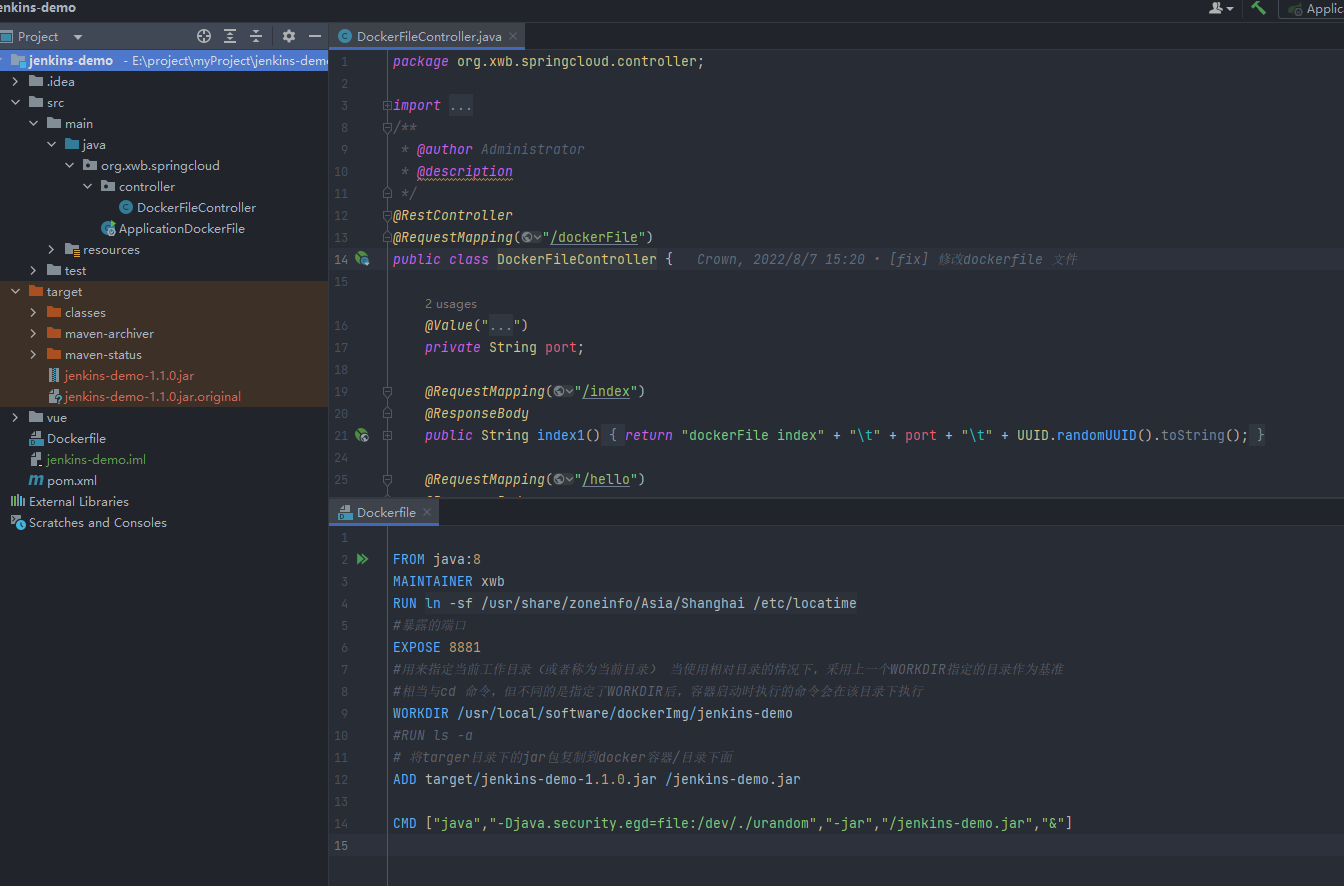 enkins-demo
Applic
Project
jenkins-demo - E:\project\myProject\jenkins-demo
.idea
src
main
java
org.xwb.springcloud
controller
DockerFileController
ApplicationDockerFile
resources
test
target
classes
maven-archiver
maven-status
jenkins-demo-1.1.0.jar
jenkins-demo-1.1.0.jar.original
vue
Dockerfile
jenkins-demo.iml
pom.xml
External Libraries
Scratches and Consoles
DockerFileController.java
1 package org.xwb.springcloud.controller;
2
3 import ...
8 /**
9 * @author Administrator
10 * @description
11 */
12 @RestController
13 @RequestMapping("/dockerFile")
14 public class DockerFileController { Crown, 2022/8/7 15:20 • [fix] 修改dockerfile 文件
15
2 usages
16 @Value("...")
17 private String port;
18
19 @RequestMapping("/index")
20 @ResponseBody
21 public String index1() { return "dockerFile index" + "\t" + port + "\t" + UUID.randomUUID().toString(); }
24
25 @RequestMapping("/hello")
Dockerfile
1
2 FROM java:8
3 MAINTAINER xwb
4 RUN ln -sf /usr/share/zoneinfo/Asia/Shanghai /etc/locatime
5 #暴露的端口
6 EXPOSE 8881
7 #用来指定当前工作目录（或者称为当前目录） 当使用相对目录的情况下，采用上一个WORKDIR指定的目录作为基准
8 #相当与cd 命令，但不同的是指定了WORKDIR后，容器启动时执行的命令会在该目录下执行
9 WORKDIR /usr/local/software/dockerImg/jenkins-demo
10 #RUN ls -a
11 # 将targer目录下的jar包复制到docker容器/目录下面
12 ADD target/jenkins-demo-1.1.0.jar /jenkins-demo.jar
13
14 CMD ["java","-Djava.security.egd=file:/dev/./urandom","-jar","/jenkins-demo.jar","&"]
15